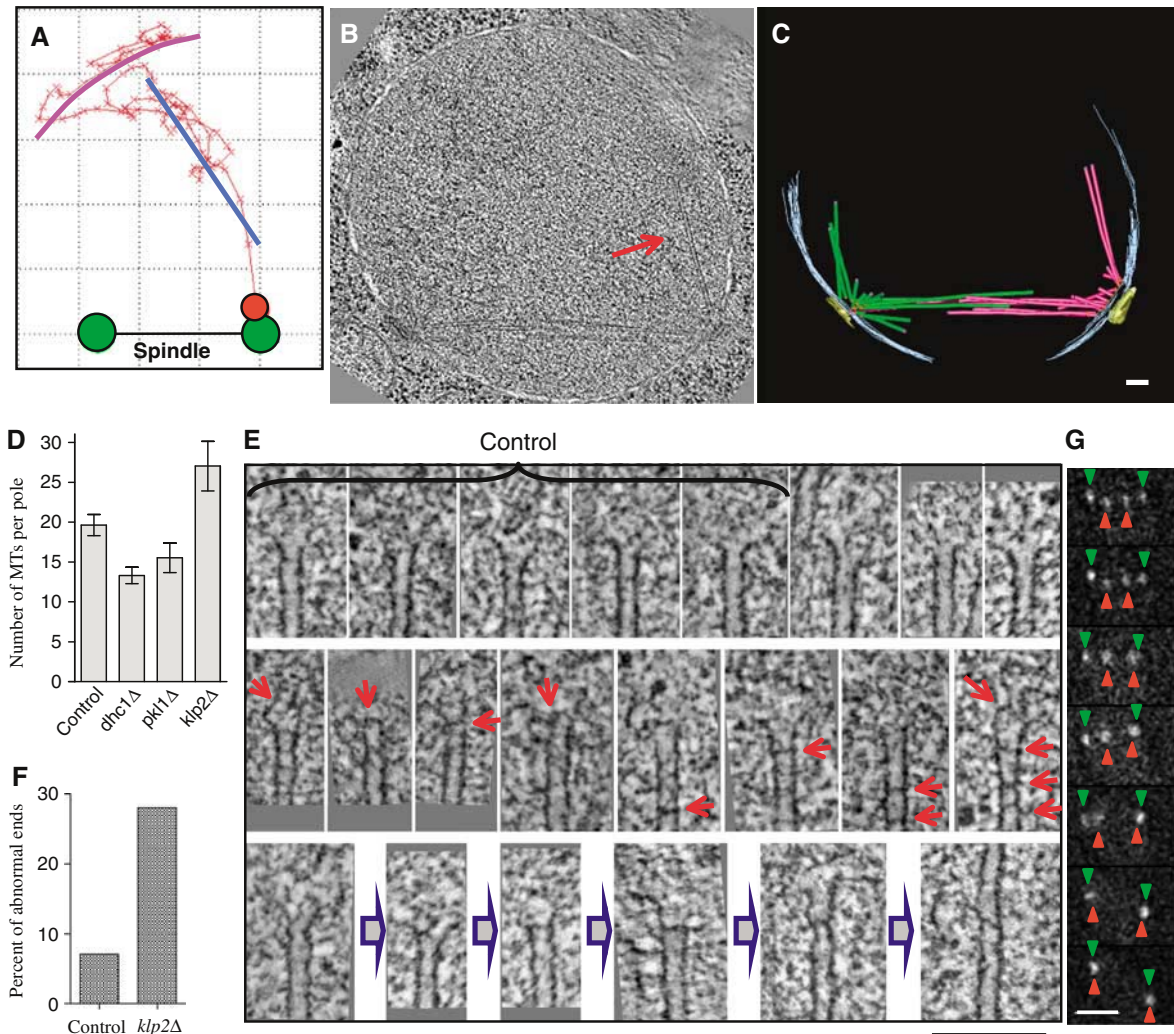 A
Spindle
B
C
D
30
25
20
15
10
5
0
Number of MTs per pole
Control
dhc1Δ
pkl1Δ
klp2Δ
E
Control
F
30
20
10
0
Percent of abnormal ends
Control
klp2Δ
G